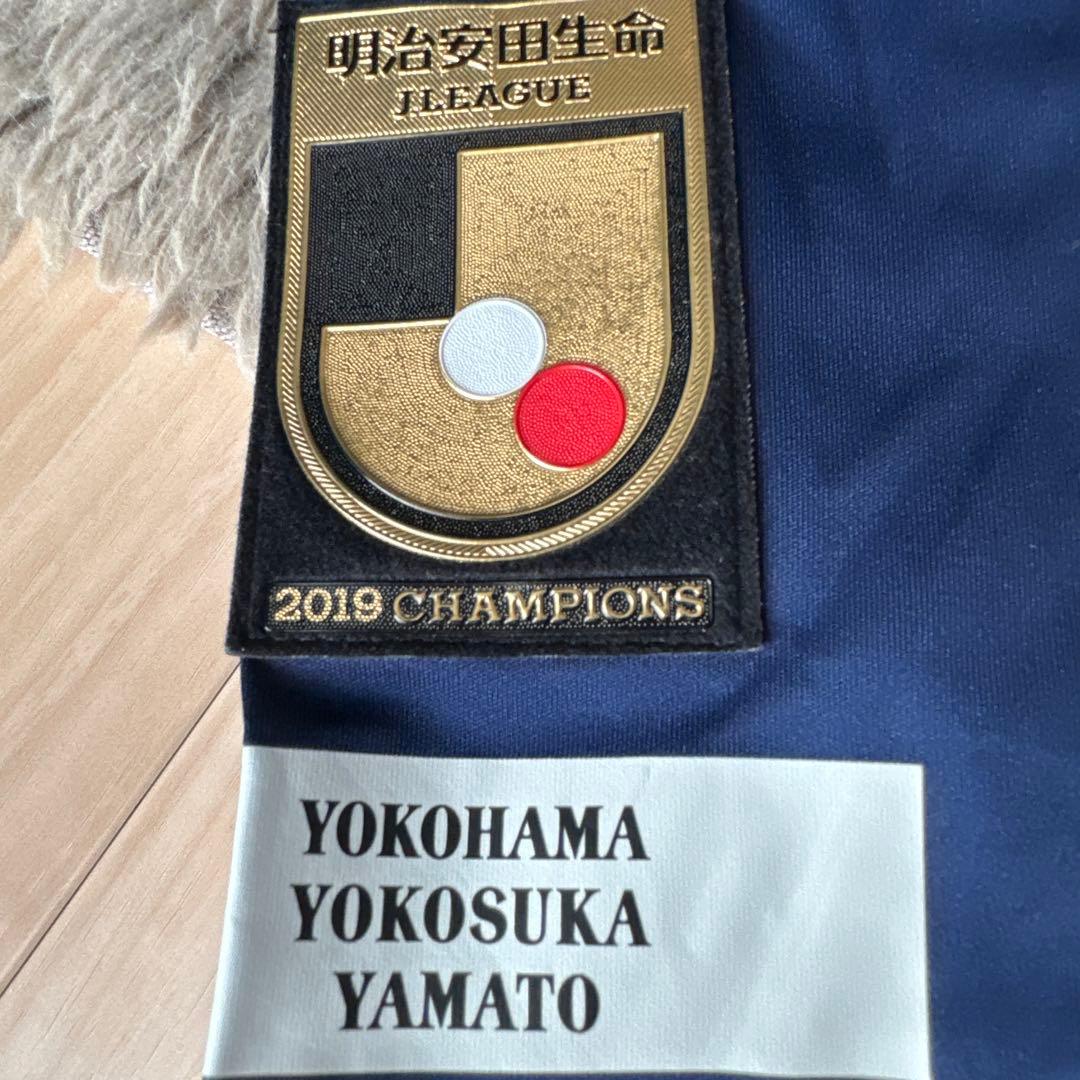 明治安田生命
J.LEAGUE
2019 CHAMPIONS
YOKOHAMA
YOKOSUKA
YAMATO